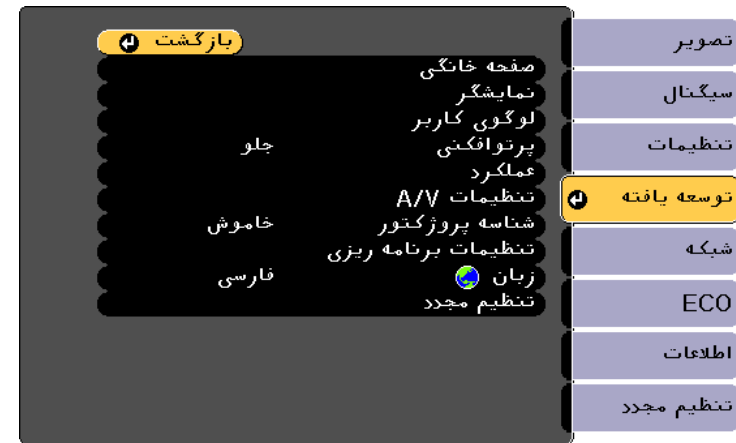 تصویر
سیگنال
تنظیمات
توسعه یافته
شبکه
ECO
اطلاعات
تنظیم مجدد
بازگشت
صفحه خانگی
نمایشگر
لوگوی کاربر
پرتوافکنی جلو
عملکرد
تنظیمات A/V
شناسه پروژکتور خاموش
تنظیمات برنامه ریزی
زبان فارسی
تنظیم مجدد